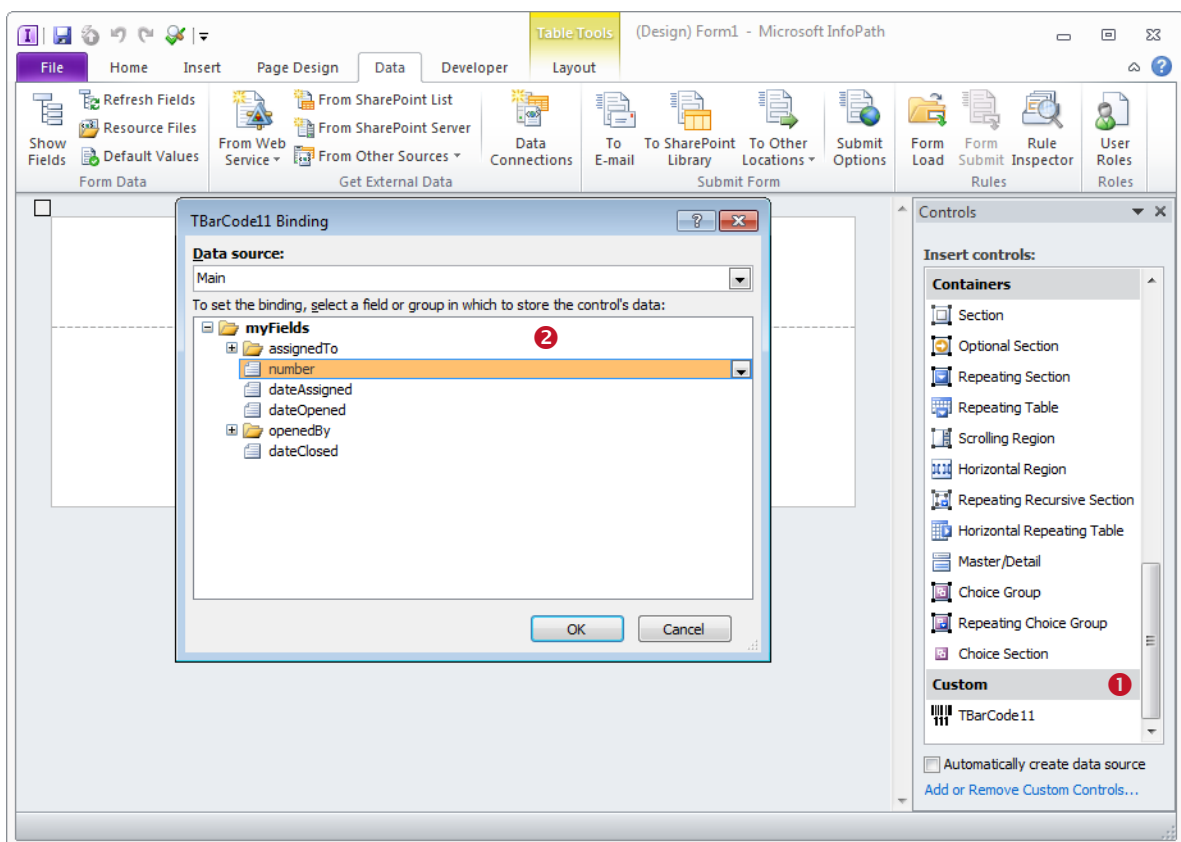 Table Tools
(Design) Form1 - Microsoft InfoPath
File Home Insert Page Design Data Developer Layout
Show Fields
Refresh Fields
Resource Files
Default Values
Form Data
From Web Service
From SharePoint List
From SharePoint Server
From Other Sources
Get External Data
Data Connections
To E-mail
To SharePoint Library
To Other Locations
Submit Options
Submit Form
Form Load
Form Submit
Rule Inspector
Rules
User Roles
Roles
TBarCode11 Binding
Data source:
Main
To set the binding, select a field or group in which to store the control's data:
myFields
2
assignedTo
number
dateAssigned
dateOpened
openedBy
dateClosed
OK Cancel
Controls
Insert controls:
Containers
Section
Optional Section
Repeating Section
Repeating Table
Scrolling Region
Horizontal Region
Repeating Recursive Section
Horizontal Repeating Table
Master/Detail
Choice Group
Repeating Choice Group
Choice Section
Custom 1
TBarCode11
Automatically create data source
Add or Remove Custom Controls...